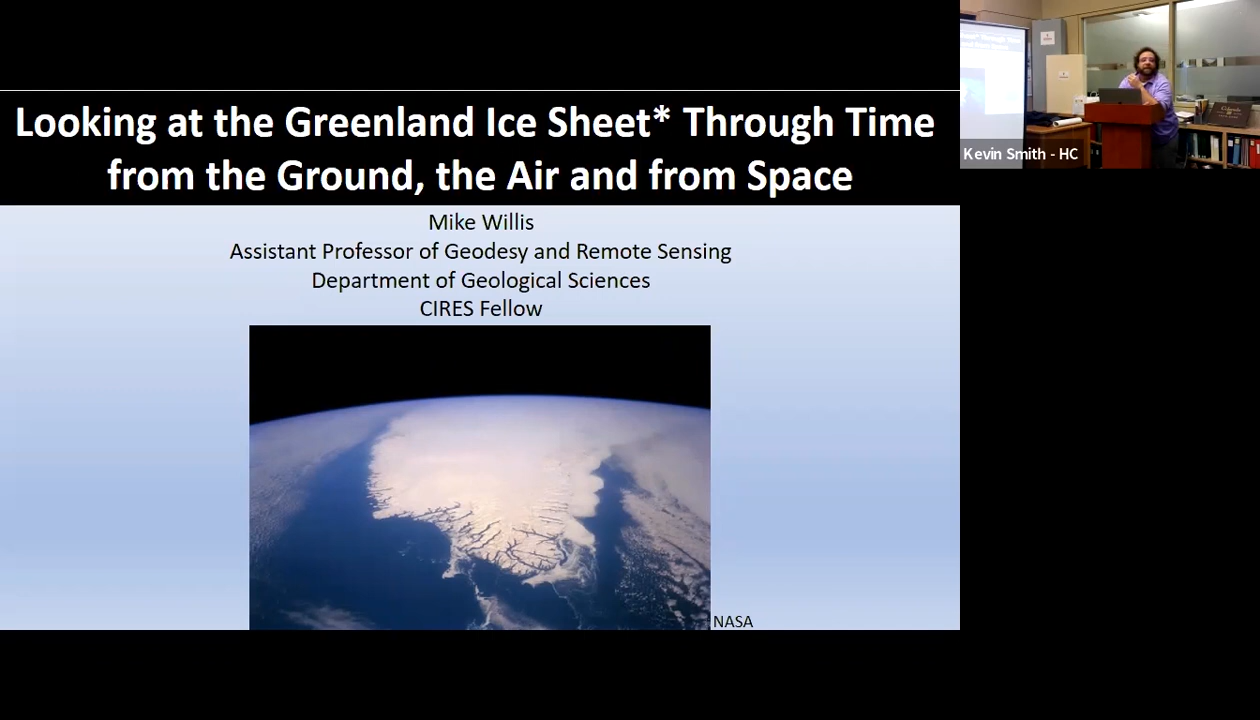 Looking at the Greenland Ice Sheet* Through Time
from the Ground, the Air and from Space
Mike Willis
Assistant Professor of Geodesy and Remote Sensing
Department of Geological Sciences
CIRES Fellow
NASA
Kevin Smith - HC